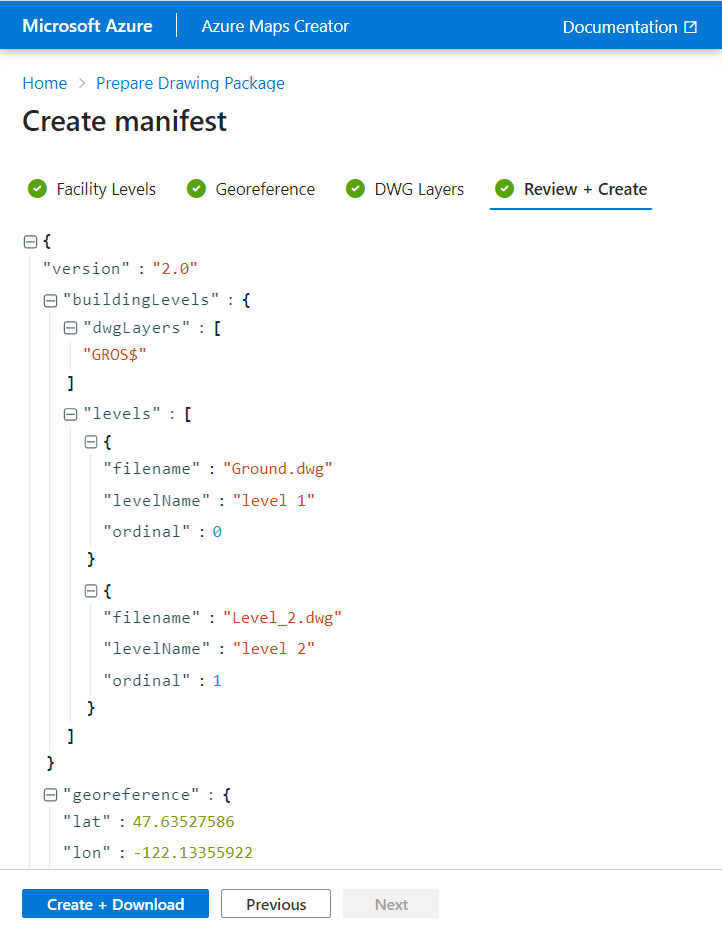 Microsoft Azure Azure Maps Creator Documentation
Home > Prepare Drawing Package
Create manifest
Facility Levels Georeference DWG Layers Review + Create
{
"version" : "2.0"
"buildingLevels" : {
"dwgLayers" : [
"GROS$"
]
"levels" : [
{
"filename" : "Ground.dwg"
"levelName" : "level 1"
"ordinal" : 0
}
{
"filename" : "Level_2.dwg"
"levelName" : "level 2"
"ordinal" : 1
}
]
}
"georeference" : {
"lat" : 47.63527586
"lon" : -122.13355922
Create + Download Previous Next